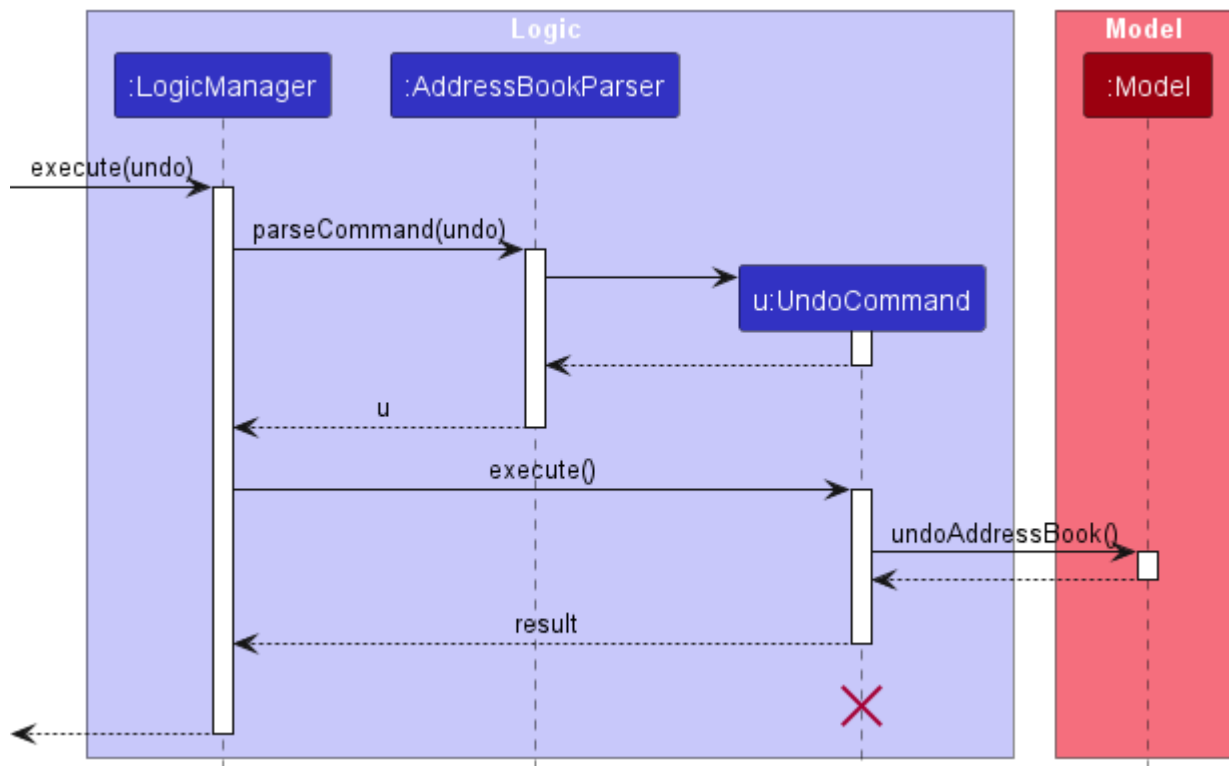 Logic
Model
:LogicManager
:AddressBookParser
:Model
execute(undo)
parseCommand(undo)
u:UndoCommand
u
execute()
undoAddressBook()
result